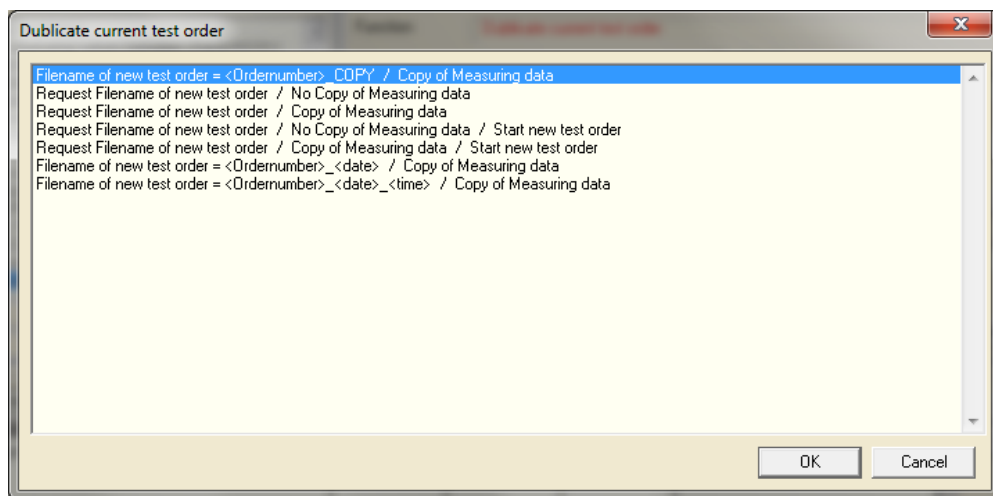 Dublicate current test order
Filename of new test order = <Ordernumber>_COPY / Copy of Measuring data
Request Filename of new test order / No Copy of Measuring data
Request Filename of new test order / Copy of Measuring data
Request Filename of new test order / No Copy of Measuring data / Start new test order
Request Filename of new test order / Copy of Measuring data / Start new test order
Filename of new test order = <Ordernumber>_<date> / Copy of Measuring data
Filename of new test order = <Ordernumber>_<date>_<time> / Copy of Measuring data
OK Cancel